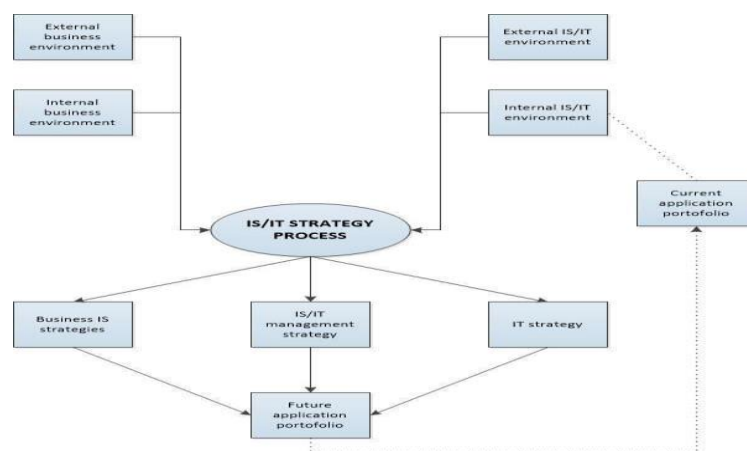 External
business
environment
External IS/IT
environment
Internal
business
environment
Internal IS/IT
environment
Current
application
portofolio
IS/IT STRATEGY
PROCESS
Business IS
strategies
IS/IT
management
strategy
IT strategy
Future
application
portofolio